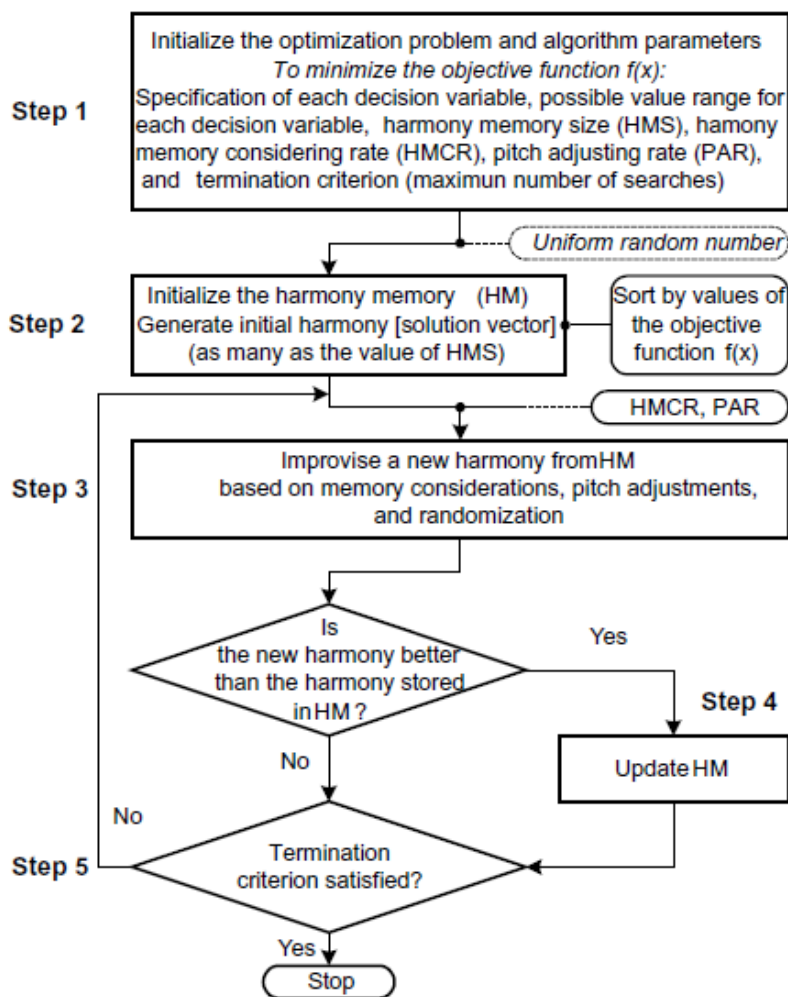 Initialize the optimization problem and algorithm parameters
To minimize the objective function f(x):
Step 1
Specification of each decision variable, possible value range for
each decision variable, harmony memory size (HMS), hamony
memory considering rate (HMCR), pitch adjusting rate (PAR),
and termination criterion (maximun number of searches)
Uniform random number
Step 2
Initialize the harmony memory (HM)
Generate initial harmony [solution vector]
(as many as the value of HMS)
Sort by values of
the objective
function f(x)
HMCR, PAR
Step 3
Improvise a new harmony fromHM
based on memory considerations, pitch adjustments,
and randomization
Is
the new harmony better
than the harmony stored
inHM ?
Yes
Step 4
Update HM
No
No
Step 5
Termination
criterion satisfied?
Yes
Stop